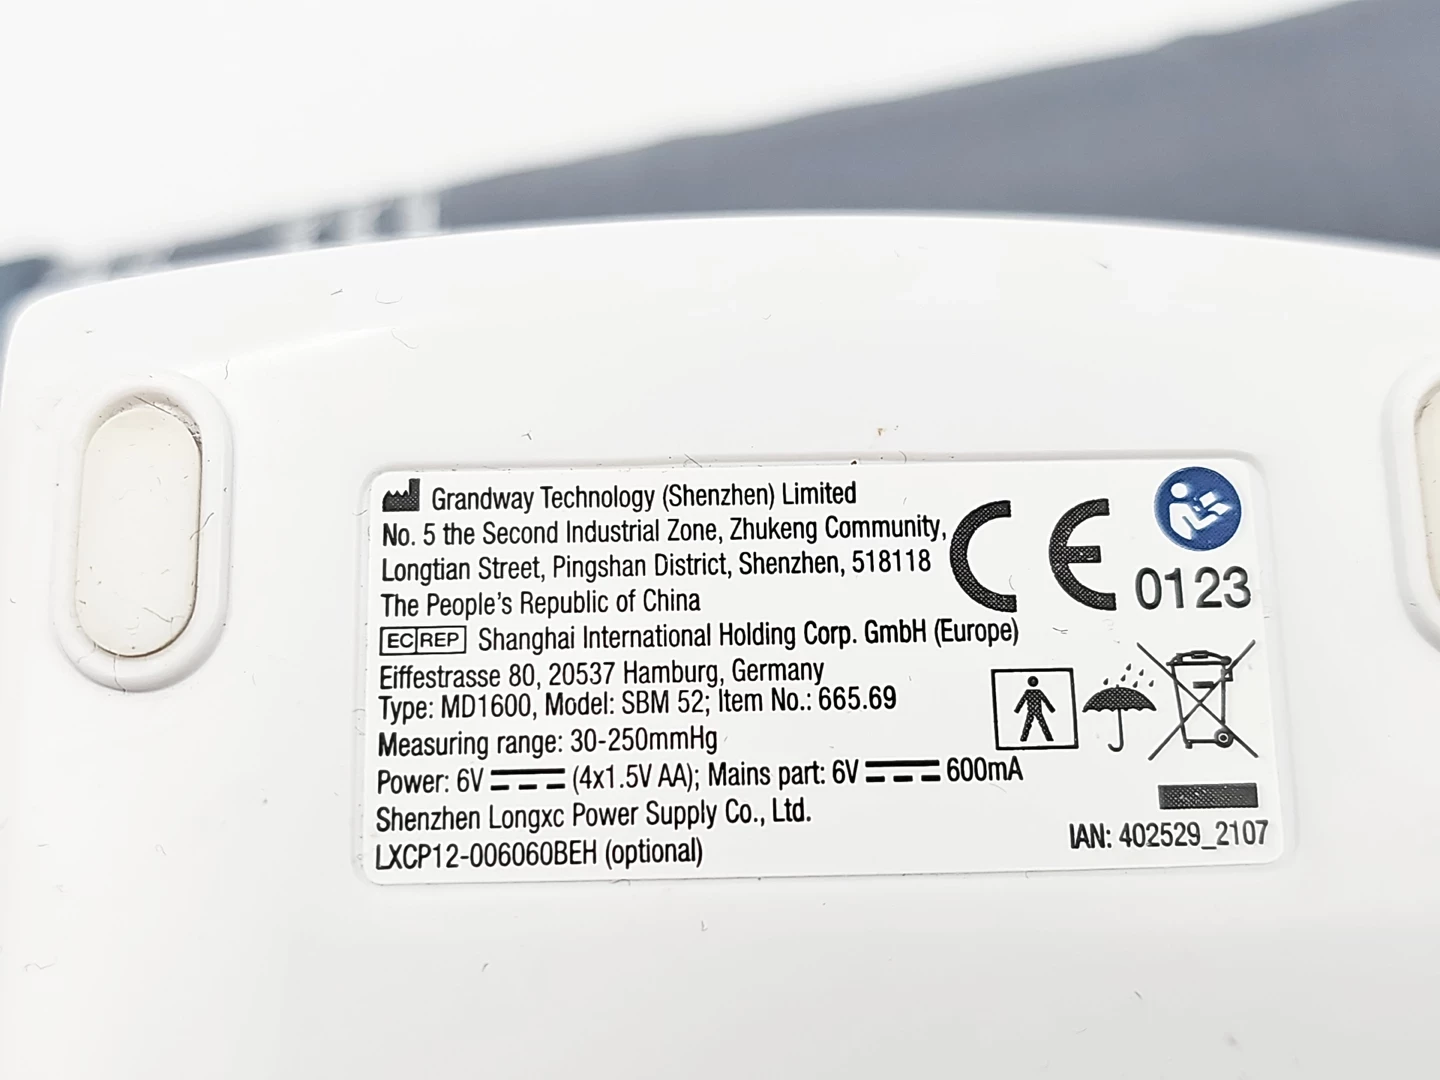 Grandway Technology (Shenzhen) Limited
No. 5 the Second Industrial Zone, Zhukeng Community,
Longtian Street, Pingshan District, Shenzhen, 518118
The People's Republic of China
EC REP Shanghai International Holding Corp. GmbH (Europe)
Eiffestrasse 80, 20537 Hamburg, Germany
Type: MD1600, Model: SBM 52; Item No.: 665.69
Measuring range: 30-250mmHg
Power: 6V (4x1.5V AA); Mains part: 6V 600mA
Shenzhen Longxc Power Supply Co., Ltd.
LXCP12-006060BEH (optional)
CE
0123
IAN: 402529_2107